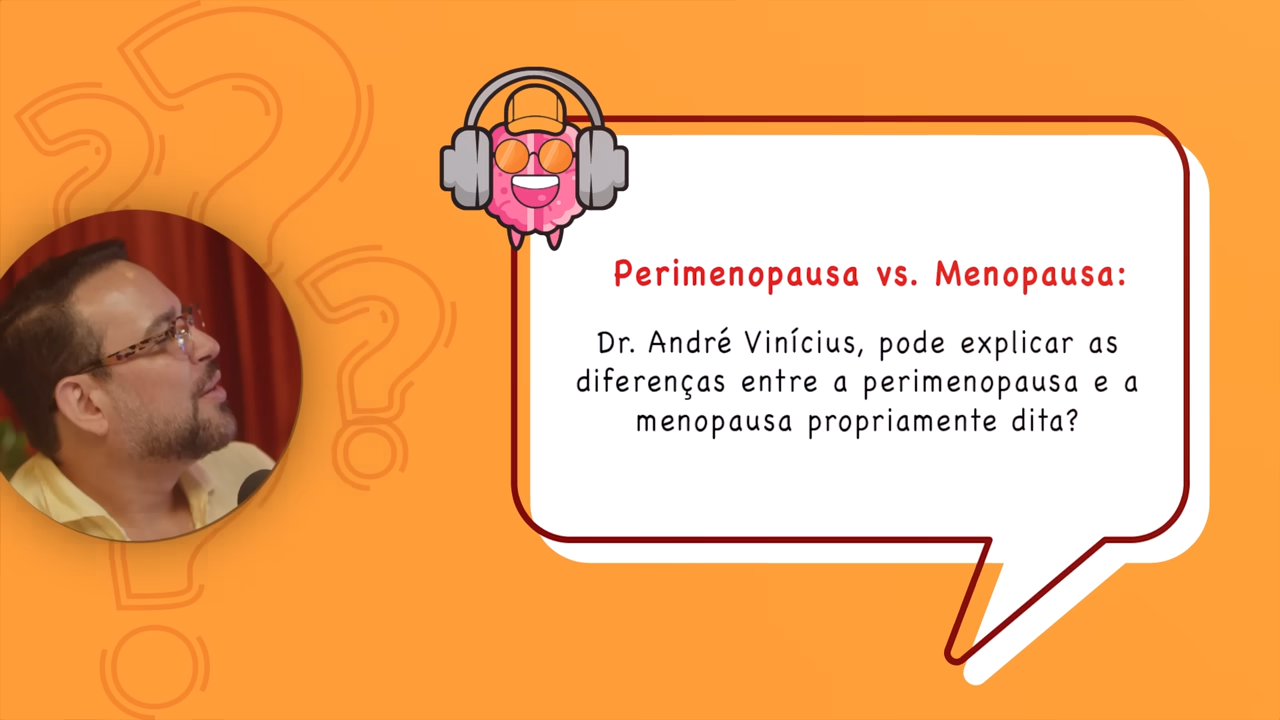 Perimenopausa vs. Menopausa:
Dr. André Vinícius, pode explicar as
diferenças entre a perimenopausa e a
menopausa propriamente dita?